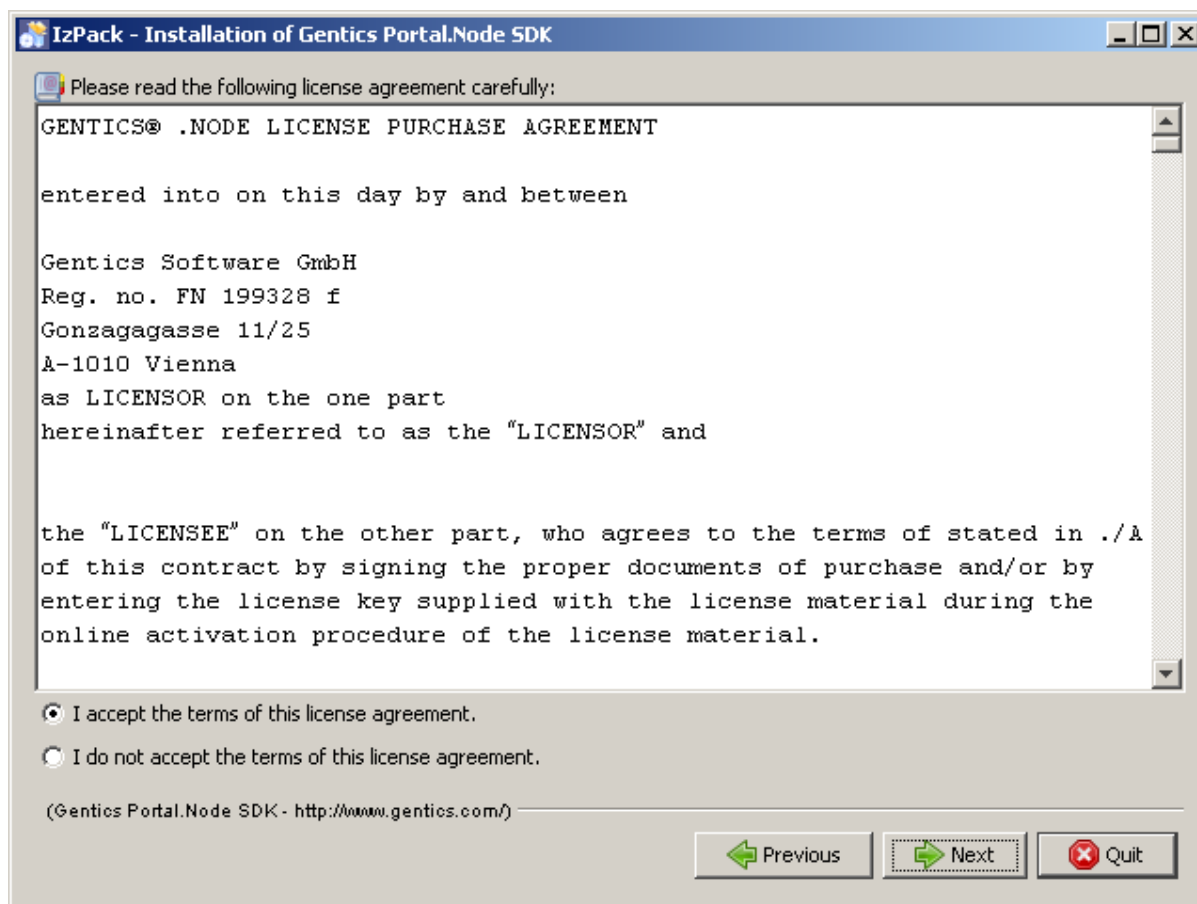 IzPack - Installation of Gentics Portal.Node SDK
Please read the following license agreement carefully:
GENTICS® .NODE LICENSE PURCHASE AGREEMENT
entered into on this day by and between
Gentics Software GmbH
Reg. no. FN 199328 f
Gonzagagasse 11/25
A-1010 Vienna
as LICENSOR on the one part
hereinafter referred to as the "LICENSOR" and
the "LICENSEE" on the other part, who agrees to the terms of stated in ./A
of this contract by signing the proper documents of purchase and/or by
entering the license key supplied with the license material during the
online activation procedure of the license material.
I accept the terms of this license agreement.
I do not accept the terms of this license agreement.
(Gentics Portal.Node SDK - http://www.gentics.com/)
Previous Next Quit